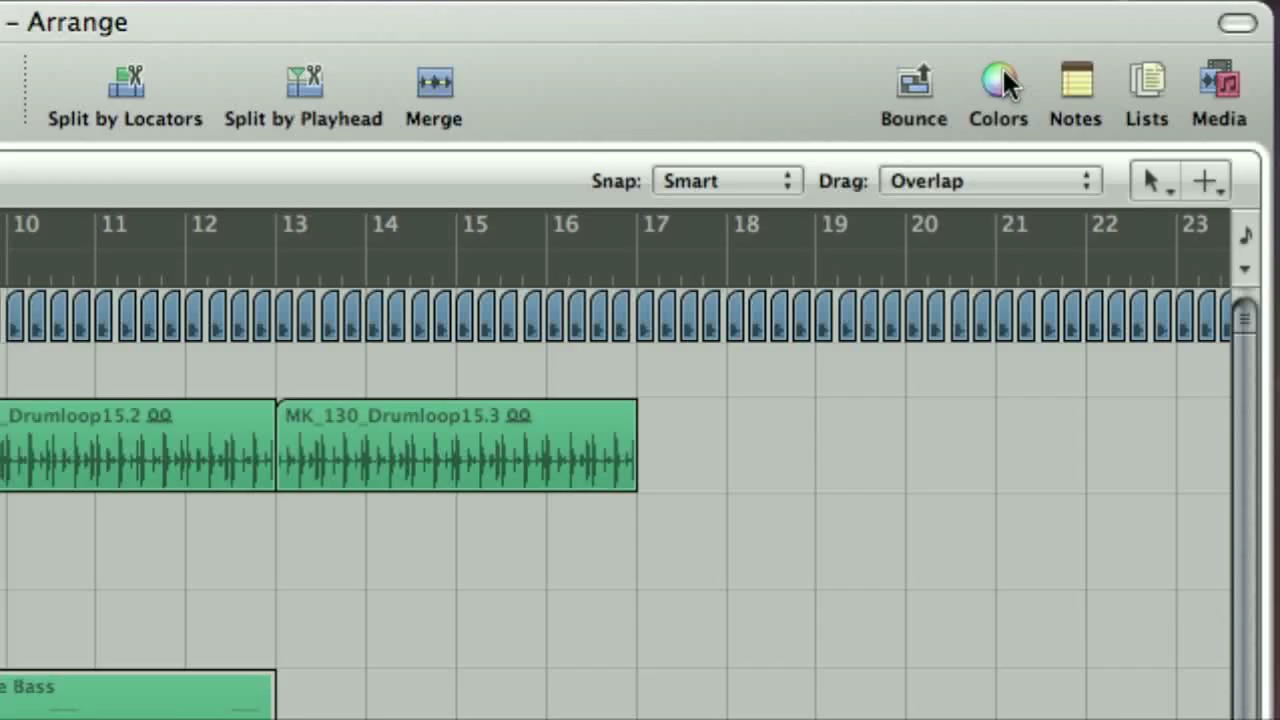 – Arrange
Split by Locators Split by Playhead Merge Bounce Colors Notes Lists Media
Snap: Smart Drag: Overlap
10 11 12 13 14 15 16 17 18 19 20 21 22 23
_Drumloop15.2 MK_130_Drumloop15.3
e Bass